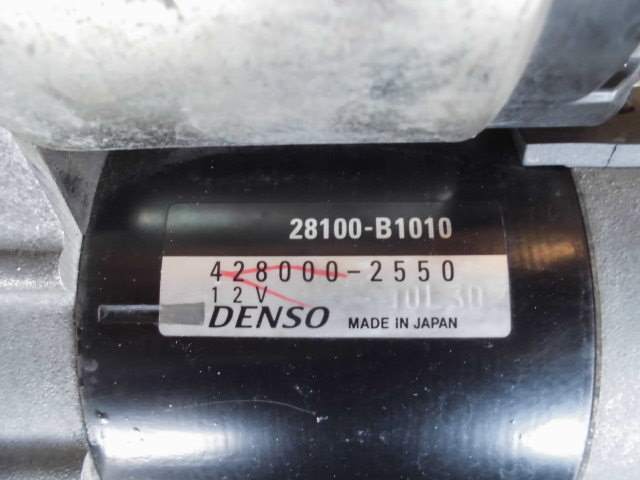 28100-B1010
428000-2550
12V
DENSO MADE IN JAPAN